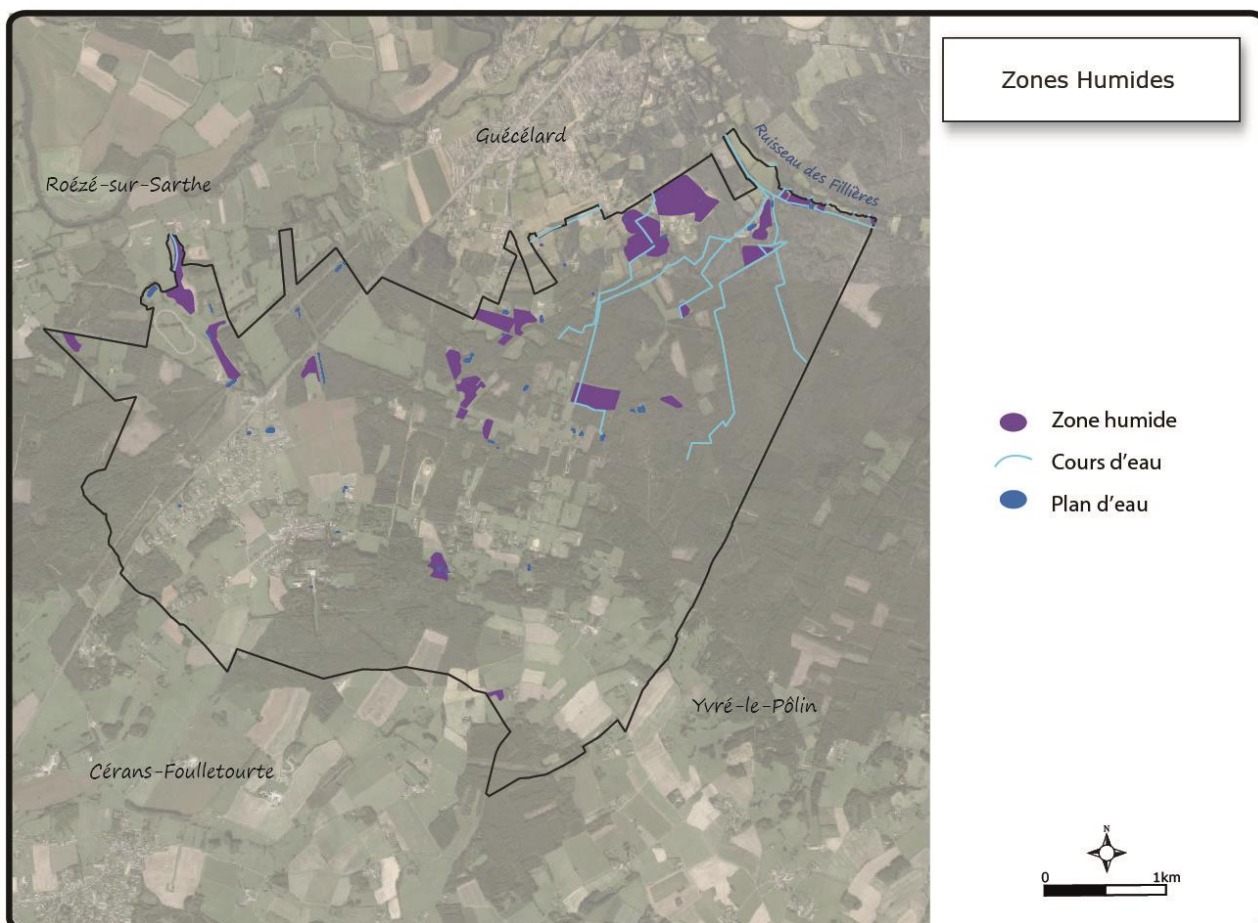 Zones Humides
Guécélard
Ruisseau des Fillières
Roézé-sur-Sarthe
Zone humide
Cours d'eau
Plan d'eau
Yvré-le-Pôlin
Cérans-Foulletourte
N
0 1km